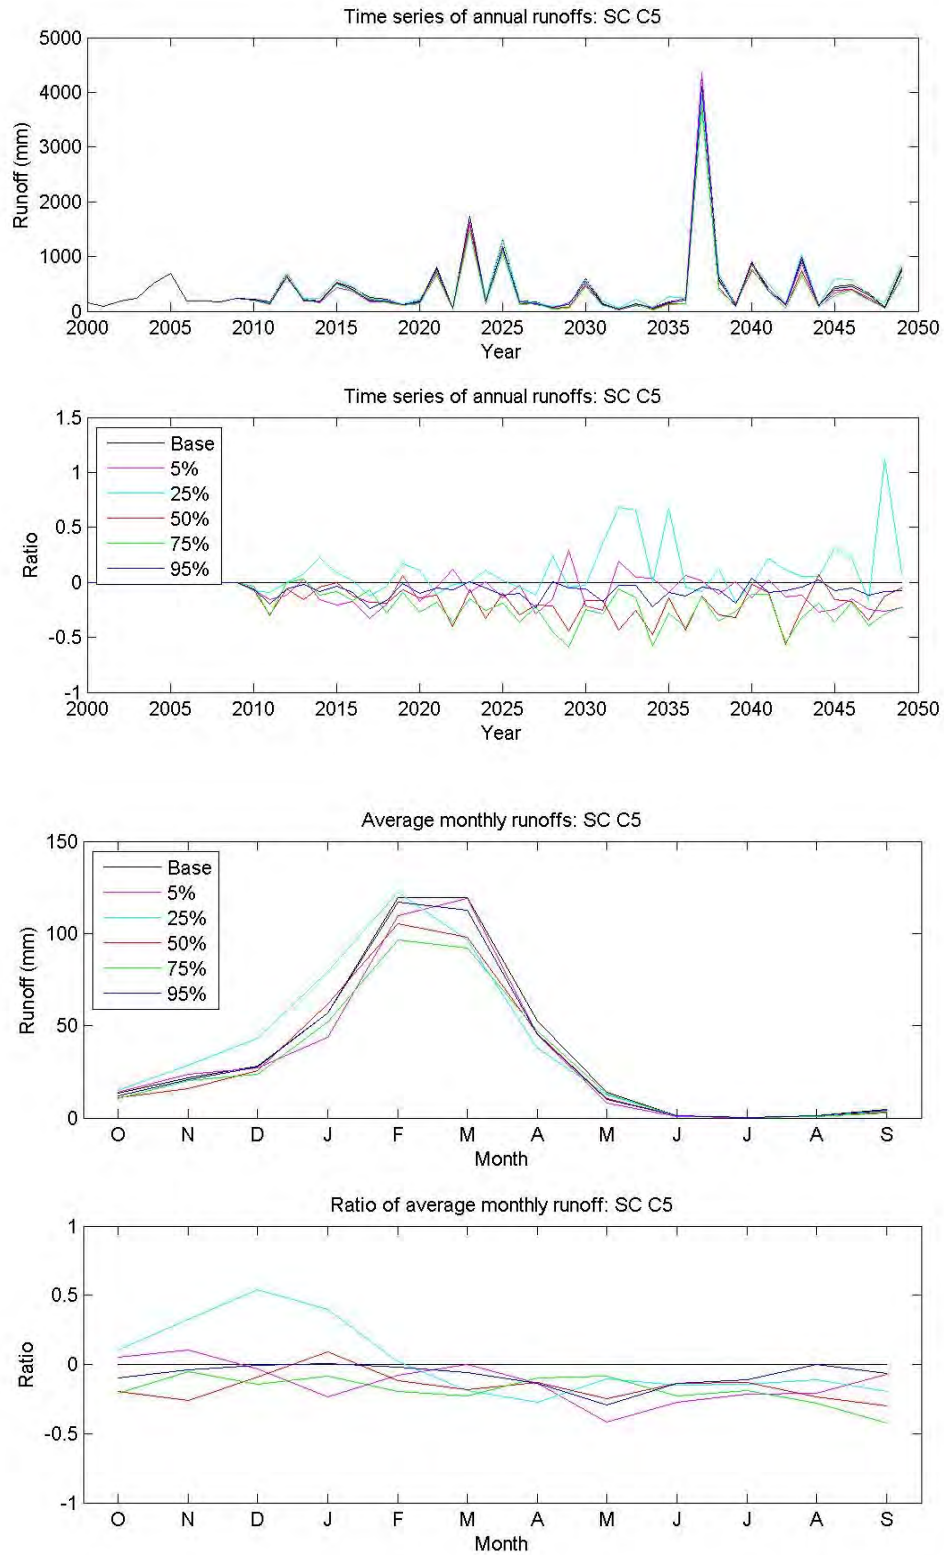 Time series of annual runoffs: SC C5
5000
4000
3000
2000
1000
0
Runoff (mm)
2000 2005 2010 2015 2020 2025 2030 2035 2040 2045 2050
Year
Time series of annual runoffs: SC C5
1.5
1
0.5
0
-0.5
-1
Ratio
Base
5%
25%
50%
75%
95%
2000 2005 2010 2015 2020 2025 2030 2035 2040 2045 2050
Year
Average monthly runoffs: SC C5
150
100
50
0
Runoff (mm)
Base
5%
25%
50%
75%
95%
O N D J F M A M J J A S
Month
Ratio of average monthly runoff: SC C5
1
0.5
0
-0.5
-1
Ratio
O N D J F M A M J J A S
Month